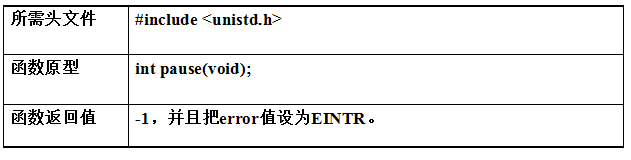 所需头文件 #include <unistd.h>
函数原型 int pause(void);
函数返回值 -1，并且把error值设为EINTR。